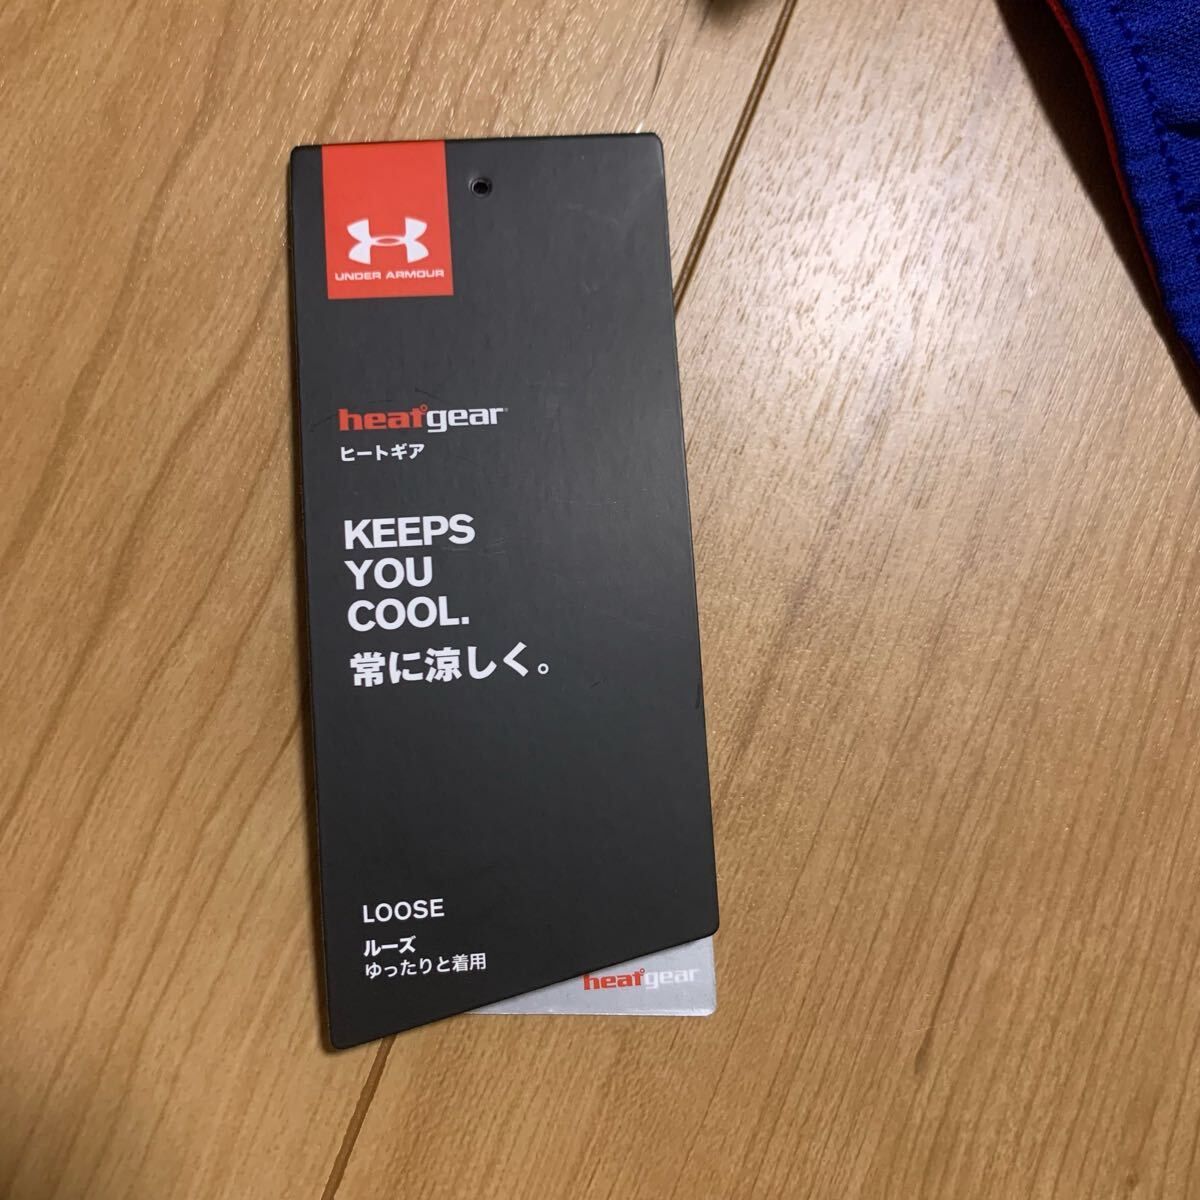 UNDER ARMOUR
heatgear
ヒートギア
KEEPS
YOU
COOL.
常に涼しく。
LOOSE
ルーズ
ゆったりと着用
heatgear